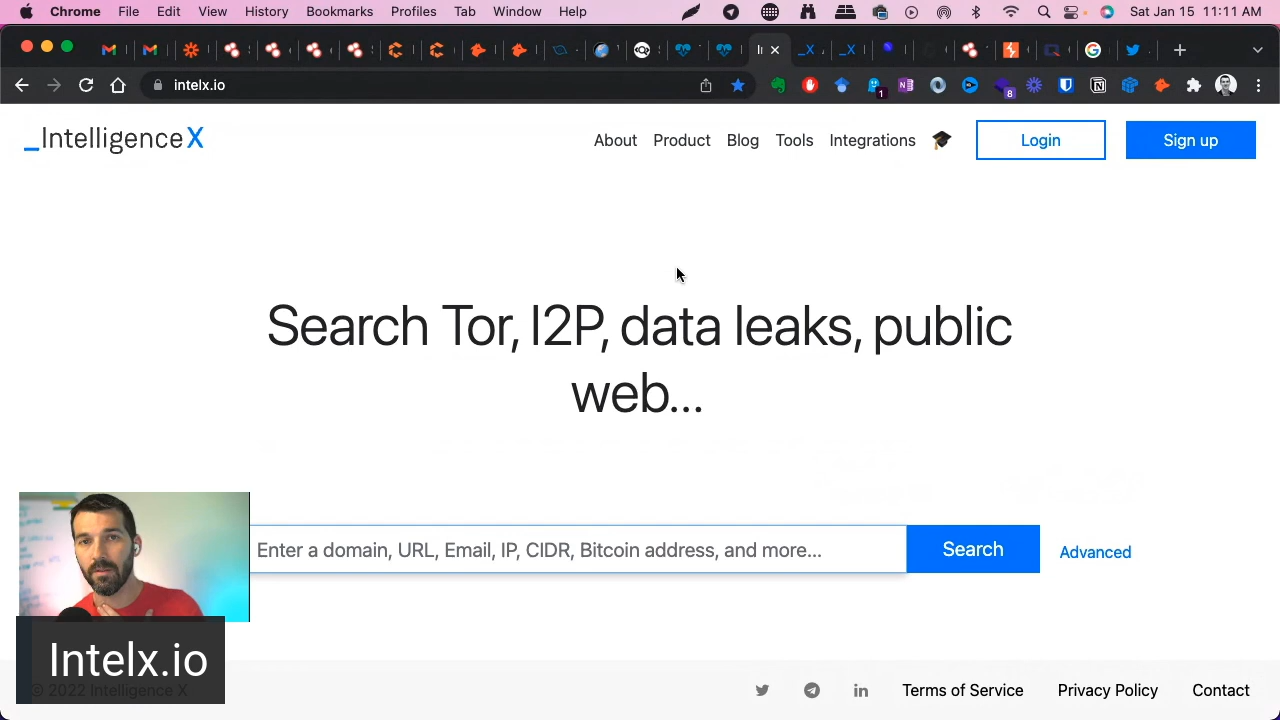 Chrome File Edit View History Bookmarks Profiles Tab Window Help Sat Jan 15 11:11 AM
intelx.io
1
8
_IntelligenceX
About Product Blog Tools Integrations Login Sign up
Search Tor, I2P, data leaks, public
web...
Enter a domain, URL, Email, IP, CIDR, Bitcoin address, and more... Search Advanced
Intelx.io
© 2022 Intelligence X Terms of Service Privacy Policy Contact